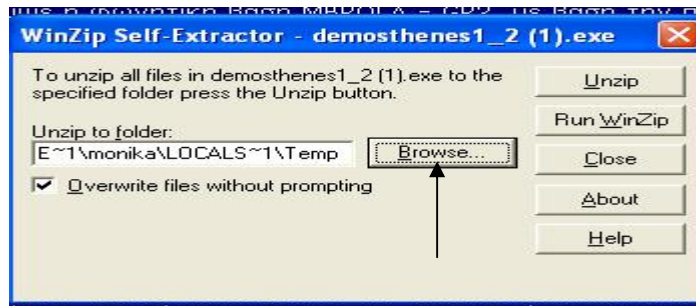 WinZip Self-Extractor - demosthenes1_2 (1).exe
To unzip all files in demosthenes1_2 (1).exe to the
specified folder press the Unzip button.
Unzip to folder:
E~1\monika\LOCALS~1\Temp
Browse...
Overwrite files without prompting
Unzip
Run WinZip
Close
About
Help